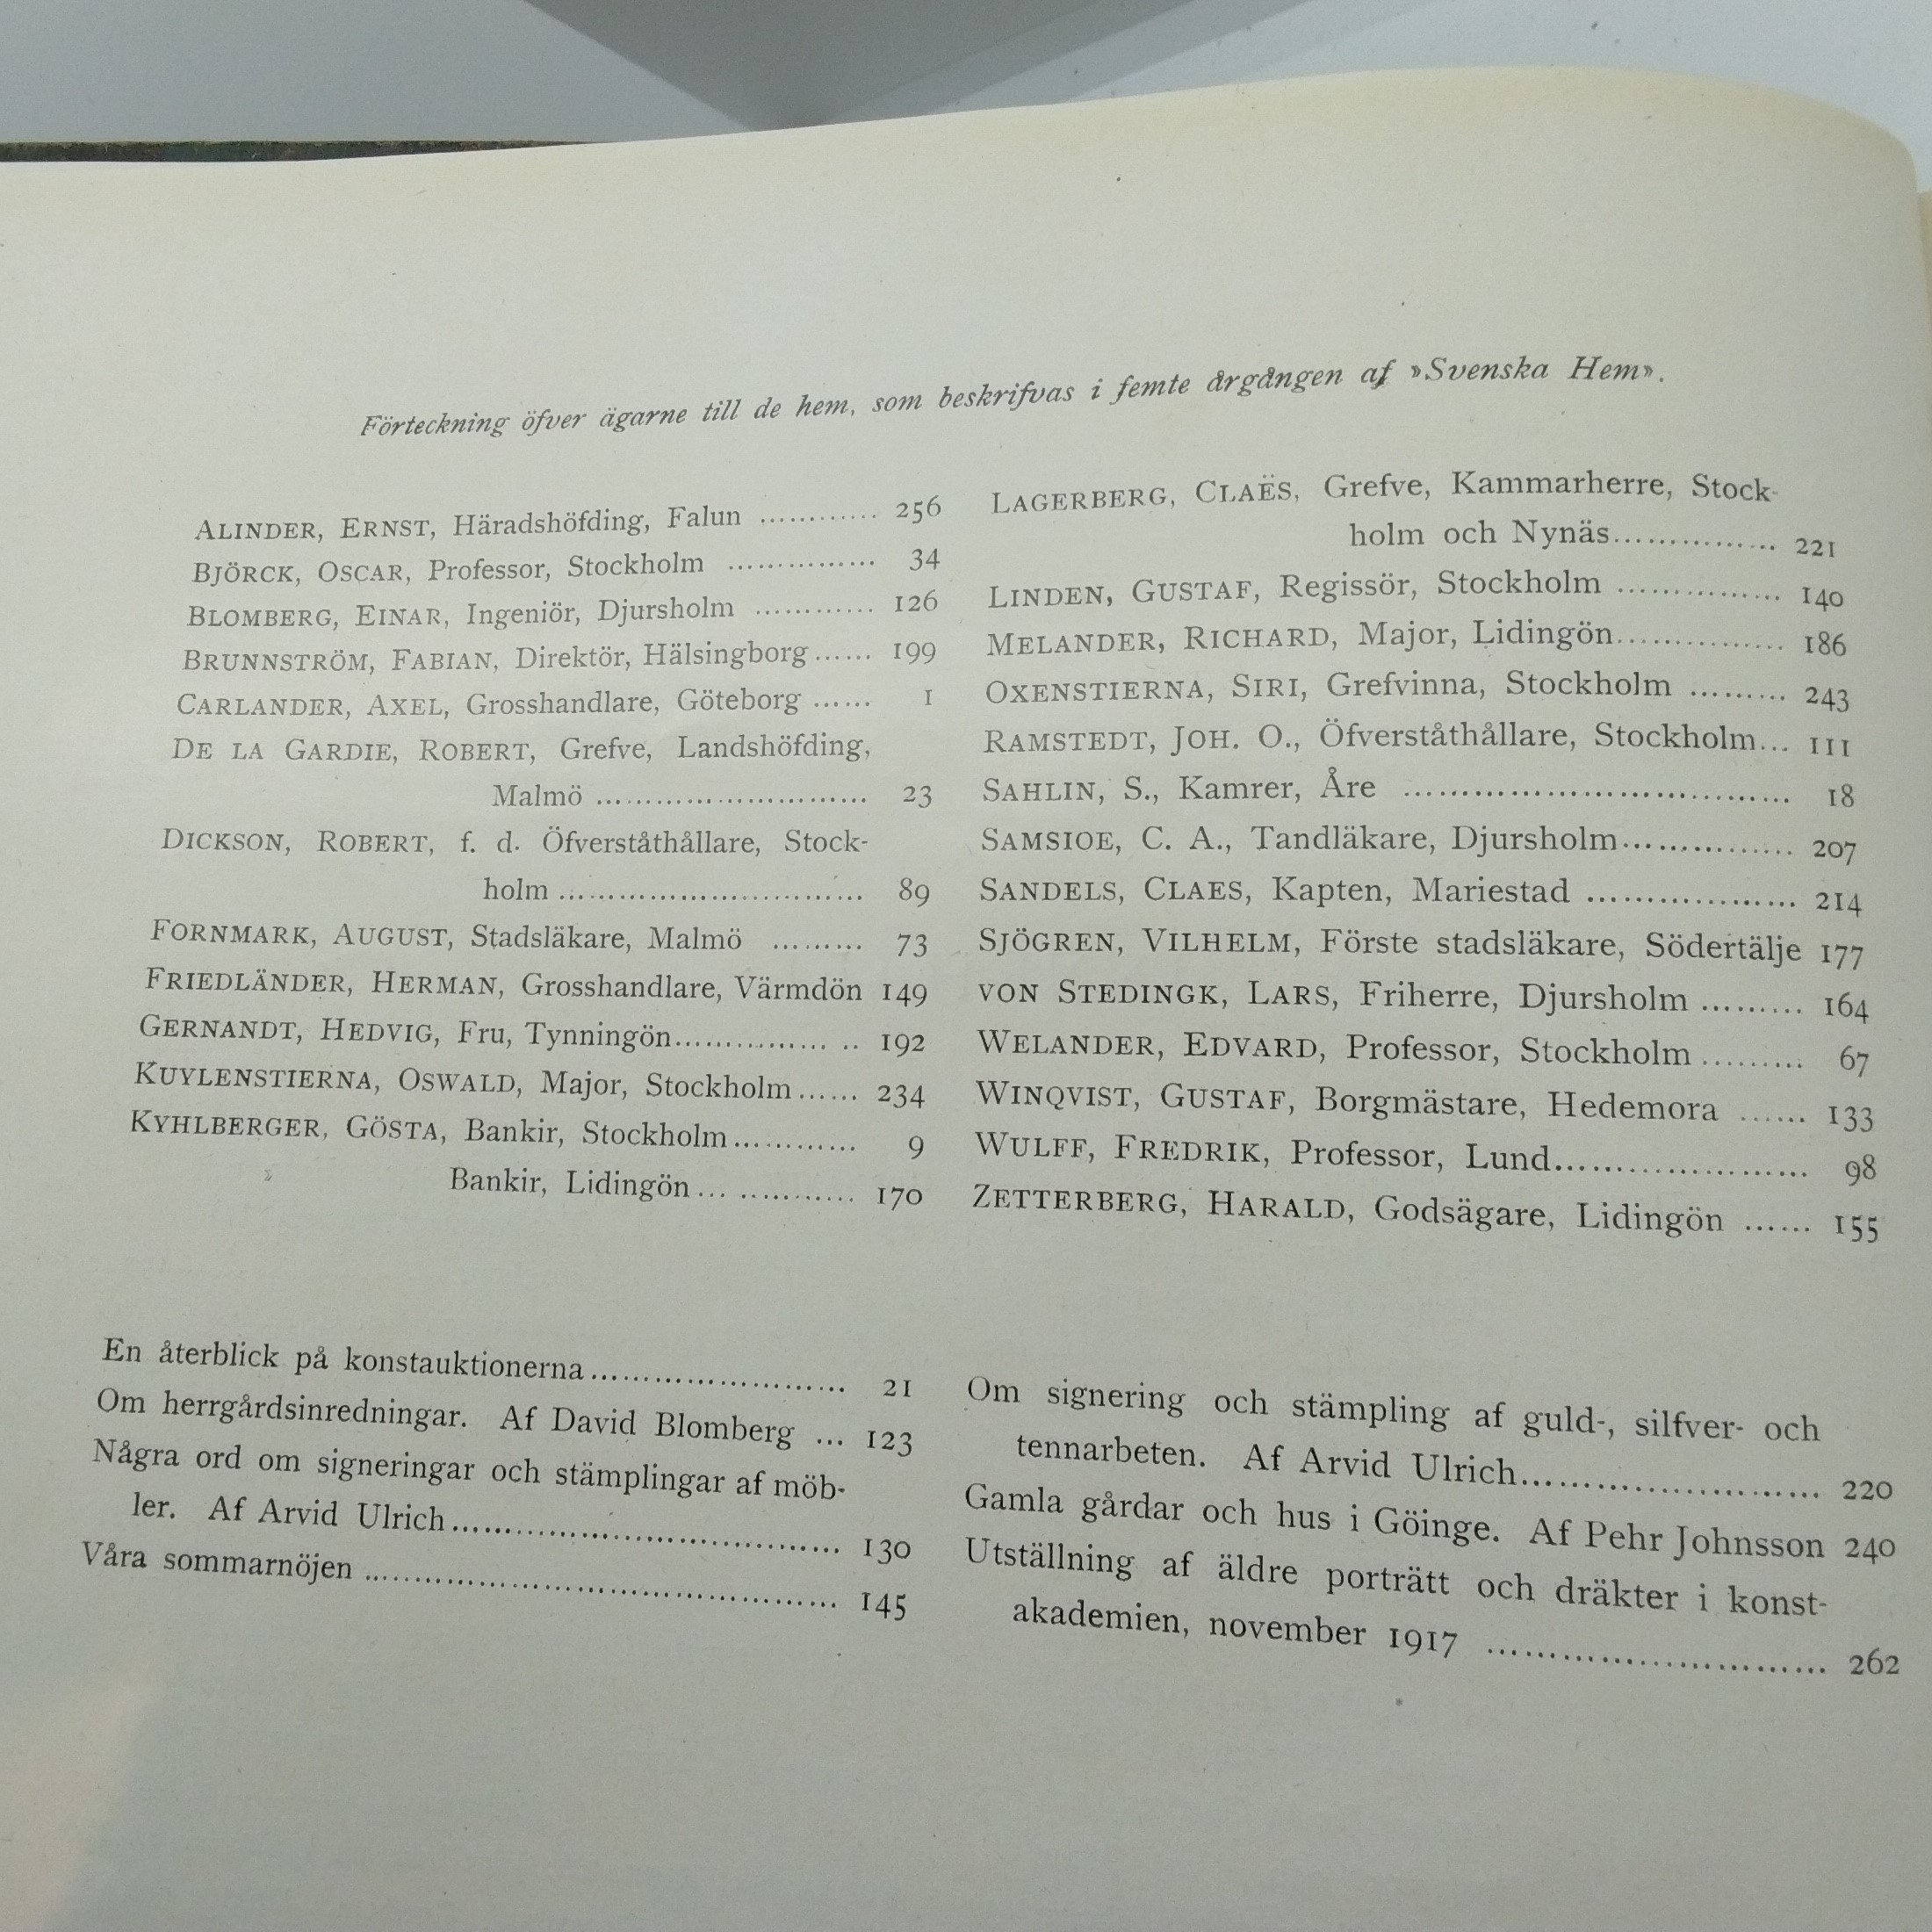 Förteckning öfver ägarne till de hem, som beskrifvas i femte årgången af »Svenska Hem».
ALINDER, ERNST, Häradshöfding, Falun ............ 256
BJÖRCK, OSCAR, Professor, Stockholm ............... 34
BLOMBERG, EINAR, Ingeniör, Djursholm ............ 126
BRUNNSTRÖM, FABIAN, Direktör, Hälsingborg ...... 199
CARLANDER, AXEL, Grosshandlare, Göteborg ...... 1
DE LA GARDIE, ROBERT, Grefve, Landshöfding,
Malmö ........................... 23
DICKSON, ROBERT, f. d. Öfverståthållare, Stock-
holm .............................. 89
FORNMARK, AUGUST, Stadsläkare, Malmö ......... 73
FRIEDLÄNDER, HERMAN, Grosshandlare, Värmdön 149
GERNANDT, HEDVIG, Fru, Tynningön............... .. 192
KUYLENSTIERNA, OSWALD, Major, Stockholm ...... 234
KYHLBERGER, GÖSTA, Bankir, Stockholm ............ 9
» Bankir, Lidingön ... ............ 170
LAGERBERG, CLAËS, Grefve, Kammarherre, Stock-
holm och Nynäs................ 221
LINDEN, GUSTAF, Regissör, Stockholm ................ 140
MELANDER, RICHARD, Major, Lidingön................. 186
OXENSTIERNA, SIRI, Grefvinna, Stockholm ......... 243
RAMSTEDT, JOH. O., Öfverståthållare, Stockholm... 111
SAHLIN, S., Kamrer, Åre ...................................... 18
SAMSIOE, C. A., Tandläkare, Djursholm................ 207
SANDELS, CLAES, Kapten, Mariestad .................... 214
SJÖGREN, VILHELM, Förste stadsläkare, Södertälje 177
VON STEDINGK, LARS, Friherre, Djursholm ......... 164
WELANDER, EDVARD, Professor, Stockholm ......... 67
WINQVIST, GUSTAF, Borgmästare, Hedemora ...... 133
WULFF, FREDRIK, Professor, Lund........................ 98
ZETTERBERG, HARALD, Godsägare, Lidingön ...... 155
En återblick på konstauktionerna ........................ 21
Om herrgårdsinredningar. Af David Blomberg ... 123
Några ord om signeringar och stämplingar af möb-
ler. Af Arvid Ulrich ...................................... 130
Våra sommarnöjen ............................................. 145
Om signering och stämpling af guld-, silfver- och
tennarbeten. Af Arvid Ulrich............................ 220
Gamla gårdar och hus i Göinge. Af Pehr Johnsson 240
Utställning af äldre porträtt och dräkter i konst-
akademien, november 1917 ................................ 262